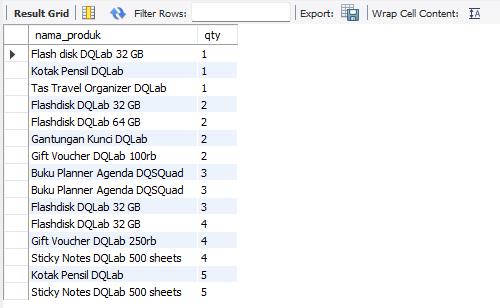 Result Grid Filter Rows: Export: Wrap Cell Content: IA
nama_produk qty
Flash disk DQLab 32 GB 1
Kotak Pensil DQLab 1
Tas Travel Organizer DQLab 1
Flashdisk DQLab 32 GB 2
Flashdisk DQLab 64 GB 2
Gantungan Kunci DQLab 2
Gift Voucher DQLab 100rb 2
Buku Planner Agenda DQSQuad 3
Buku Planner Agenda DQSQuad 3
Flashdisk DQLab 32 GB 3
Flashdisk DQLab 32 GB 4
Gift Voucher DQLab 250rb 4
Sticky Notes DQLab 500 sheets 4
Kotak Pensil DQLab 5
Sticky Notes DQLab 500 sheets 5